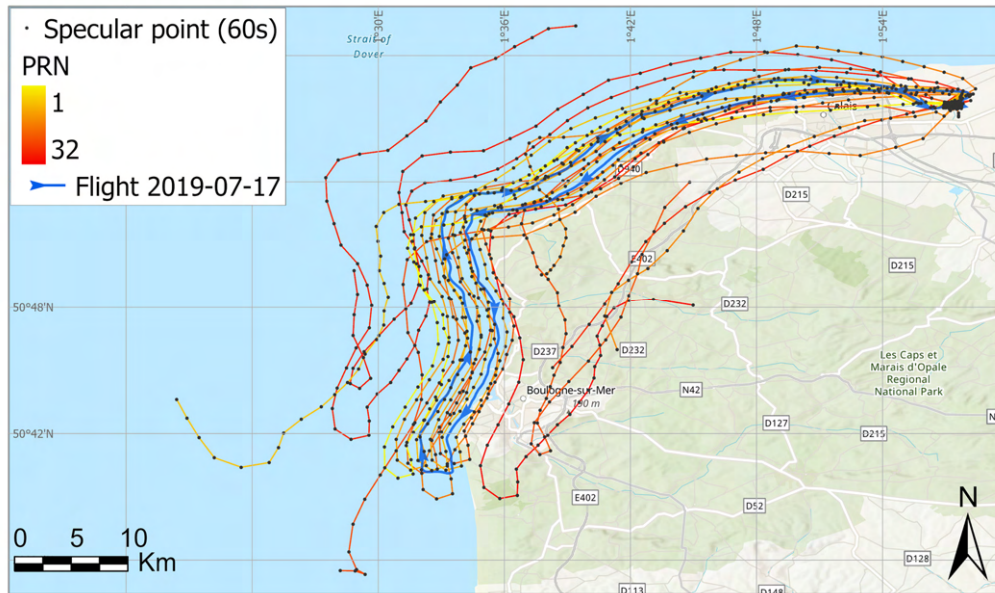 Specular point (60s)
PRN
1
32
Flight 2019-07-17
Strait of
Dover
1°30'E
1°36'E
1°42'E
1°48'E
1°54'E
Calais
D940
D215
E402
D215
50°48'N
D232
D237
D232
Les Caps et
Marais d'Opale
Regional
National Park
Boulogne-sur-Mer
190 m
N42
N
50°42'N
D127
D215
E402
D52
N
0 5 10
Km
D128
D113
D148